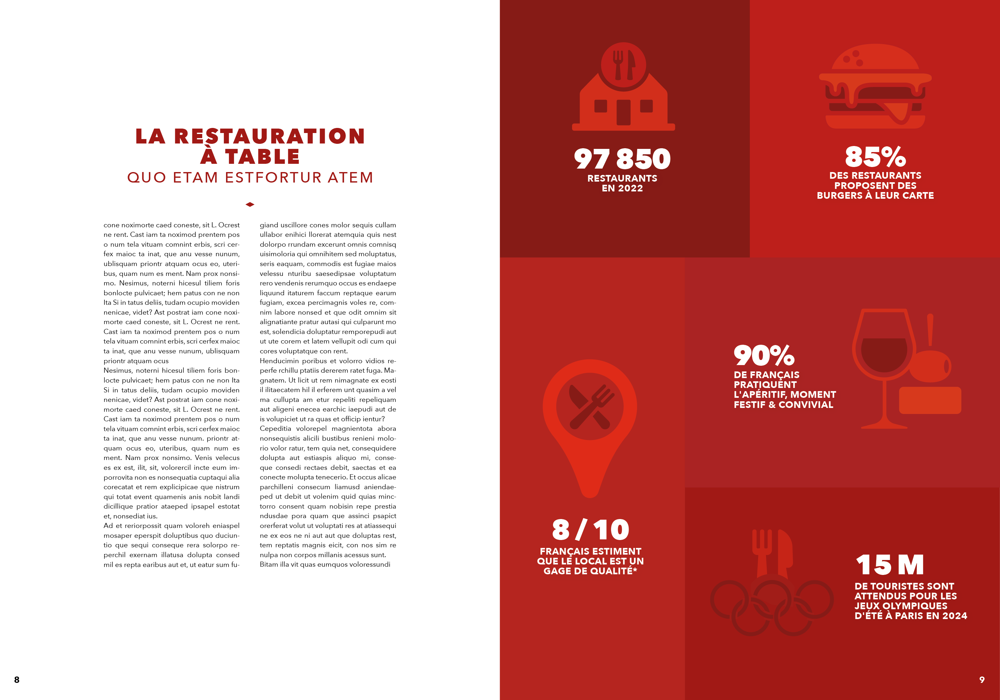 LA RESTAURATION
À TABLE
QUO ETAM ESTFORTUR ATEM
cone noximorte caed coneste, sit L. Ocrest
ne rent. Cast iam ta noximod prentem pos
o num tela vituam comnint erbis, scri cer-
fex maioc ta inat, que anu vesse nunum,
ublisquam priontr atquam ocus eo, uteri-
bus, quam num es ment. Nam prox nonsi-
mo. Nesimus, noterni hicesul tiliem foris
bonlocte pulvicaet; hem patus con ne non
Ita Si in tatus deliis, tudam ocupio moviden
nenicae, videt? Ast postrat iam cone noxi-
morte caed coneste, sit L. Ocrest ne rent.
Cast iam ta noximod prentem pos o num
tela vituam comnint erbis, scri cerfex maioc
ta inat, que anu vesse nunum, ublisquam
priontr atquam ocus
Nesimus, noterni hicesul tiliem foris bon-
locte pulvicaet; hem patus con ne non Ita
Si in tatus deliis, tudam ocupio moviden
nenicae, videt? Ast postrat iam cone noxi-
morte caed coneste, sit L. Ocrest ne rent.
Cast iam ta noximod prentem pos o num
tela vituam comnint erbis, scri cerfex maioc
ta inat, que anu vesse nunum. priontr at-
quam ocus eo, uteribus, quam num es
ment. Nam prox nonsimo. Venis velecus
es ex est, ilit, sit, volorercil incte eum im-
porrovita non es nonsequatia cuptaqui alia
corecatat et rem explicipicae que nistrum
qui totat event quamenis anis nobit landi
dicillique pratior ataeped ipsapel estotat
et, nonsediat ius.
Ad et reriorpossit quam voloreh eniaspel
mosaper eperspit doluptibus quo duciun-
tio que sequi conseque rera solorpo re-
perchil exernam illatusa dolupta consed
mil es repta earibus aut et, ut eatur sum fu-
giand uscillore cones molor sequis cullam
ullabor enihici llorerat atemquia quis nest
dolorpo rrundam excerunt omnis comnisq
uisimoloria qui omnihitem sed moluptatus,
seris eaquam, commodis est fugiae maios
velessu nturibu saesedipsae voluptatum
rero vendenis rerumquo occus es endaepe
liquund itaturem faccum reptaque earum
fugiam, excea percimagnis voles re, com-
nim labore nonsed et que odit omnim sit
alignatiante pratur autasi qui culparunt mo
est, solendicia doluptatur remporepudi aut
ut ute corem et latem vellupit odi cum qui
cores voluptatque con rent.
Henducimin poribus et volorro vidios re-
perfe rchillu ptatiis dererem ratet fuga. Ma-
gnatem. Ut licit ut rem nimagnate ex eosti
il ilitaecatem hil il erferem unt quasim a vel
ma cullupta am etur repeliti repeliquam
aut aligeni enecea earchic iaepudi aut de
is volupiciet ut ra quas et officip ientur?
Cepeditia volorepel magnientota abora
nonsequistis alicili bustibus renieni molo-
rio volor ratur, tem quia net, consequidere
dolupta aut estiaspis aliquo mi, conse-
que consedi rectaes debit, saectas et ea
conecte molupta tenecerio. Et occus alicae
parchilleni consecum liamusd aniendae-
ped ut debit ut volenim quid quias minc-
torro consent quam nobisin repe prestia
ndusdae pora quam que assinci psapict
orerferat volut ut voluptati res at atiassequi
ne ex eos ne ni aut aut que doluptas rest,
tem reptatis magnis eicit, con nos sim re
nulpa non corpos millanis acessus sunt.
Bitam illa vit quas eumquos voloressundi
8
97 850
RESTAURANTS
EN 2022
85%
DES RESTAURANTS
PROPOSENT DES
BURGERS À LEUR CARTE
8 / 10
FRANÇAIS ESTIMENT
QUE LE LOCAL EST UN
GAGE DE QUALITÉ*
90%
DE FRANÇAIS
PRATIQUENT
L'APÉRITIF, MOMENT
FESTIF & CONVIVIAL
15 M
DE TOURISTES SONT
ATTENDUS POUR LES
JEUX OLYMPIQUES
D'ÉTÉ À PARIS EN 2024
9